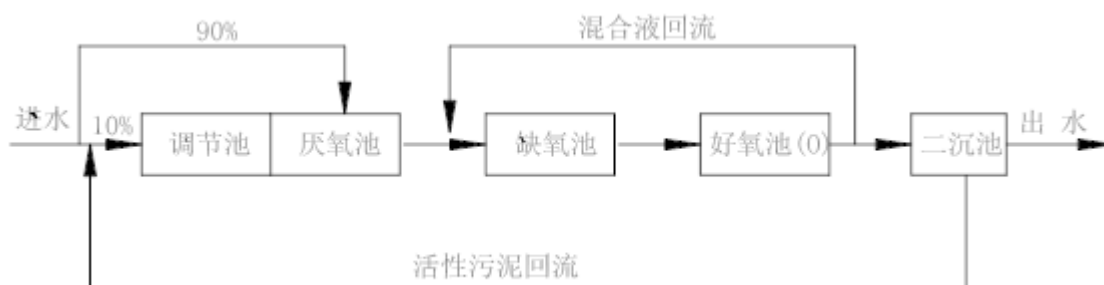 90%
混合液回流
进水
10%
调节池
厌氧池
缺氧池
好氧池(O)
二沉池
出 水
活性污泥回流